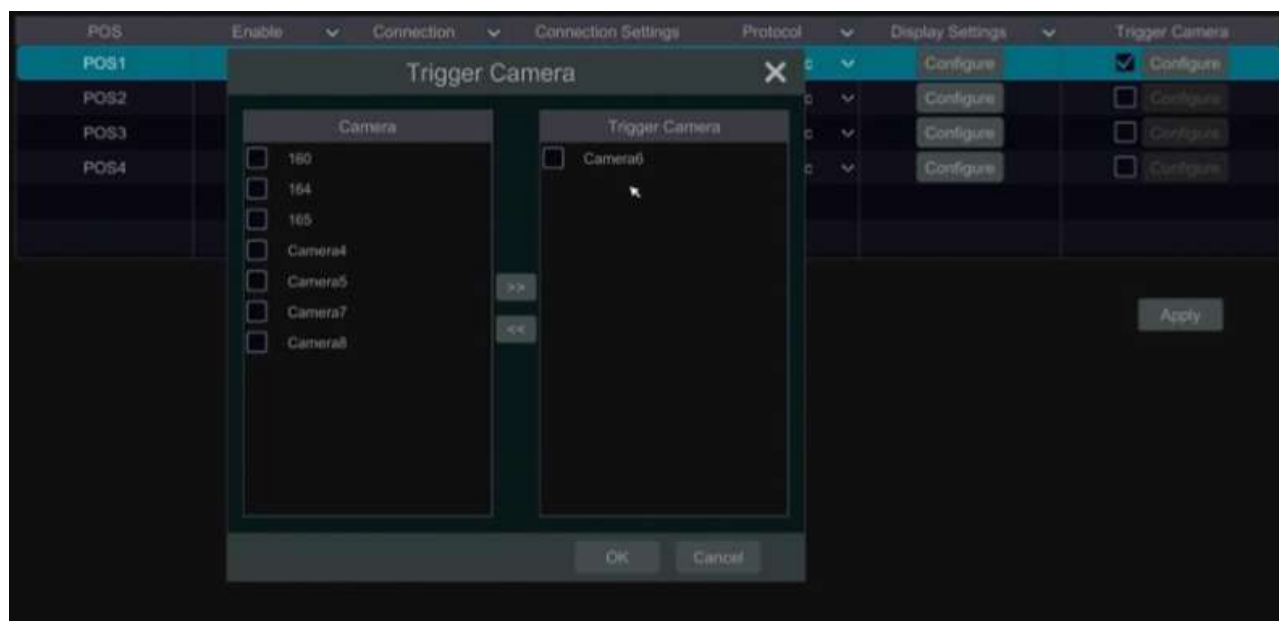 POS Enable Connection Connection Settings Protocol Display Settings Trigger Camera
POS1 Configure Configure
POS2 Configure Configure
POS3 Configure Configure
POS4 Configure Configure
Trigger Camera
Camera Trigger Camera
160 Camera6
164
165
Camera4
Camera5
>>
Camera7
<<
Camera8
Apply
OK Cancel